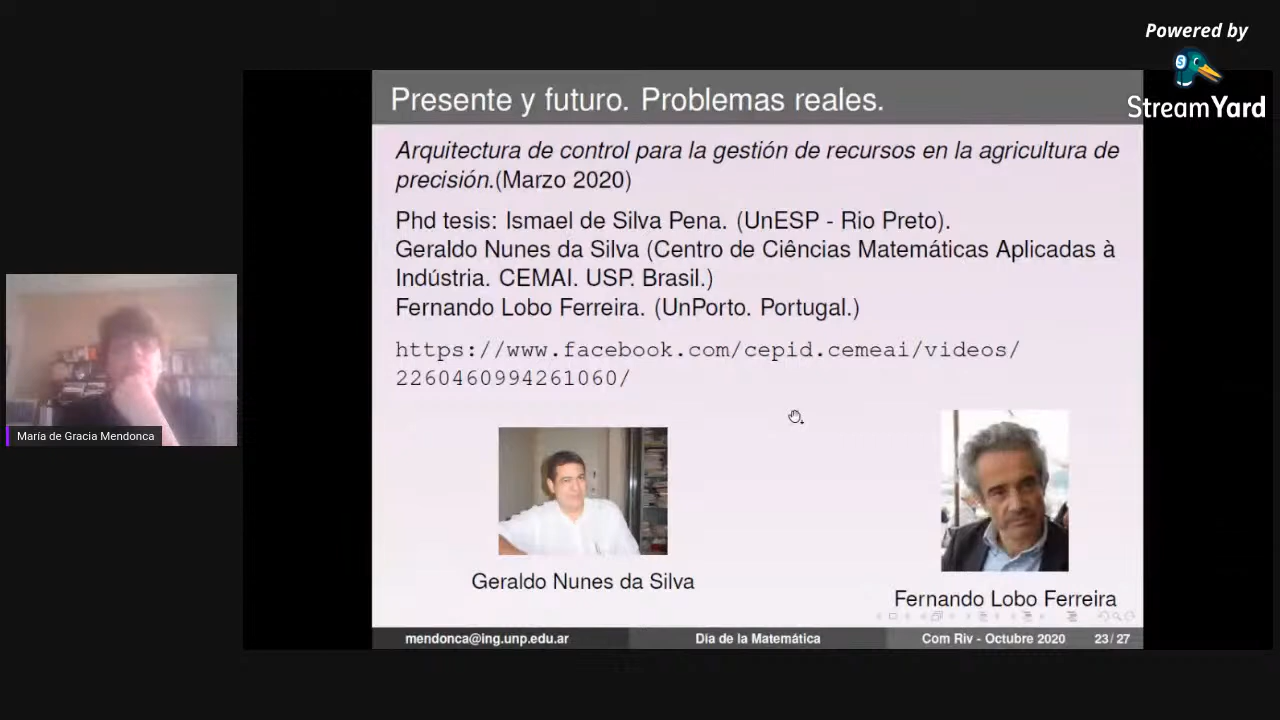 Powered by
StreamYard
Presente y futuro. Problemas reales.
Arquitectura de control para la gestión de recursos en la agricultura de
precisión.(Marzo 2020)
Phd tesis: Ismael de Silva Pena. (UnESP - Rio Preto).
Geraldo Nunes da Silva (Centro de Ciências Matemáticas Aplicadas à
Indústria. CEMAI. USP. Brasil.)
Fernando Lobo Ferreira. (UnPorto. Portugal.)
https://www.facebook.com/cepid.cemeai/videos/
2260460994261060/
María de Gracia Mendonca
Geraldo Nunes da Silva
Fernando Lobo Ferreira
mendonca@ing.unp.edu.ar
Día de la Matemática
Com Riv - Octubre 2020
23/27